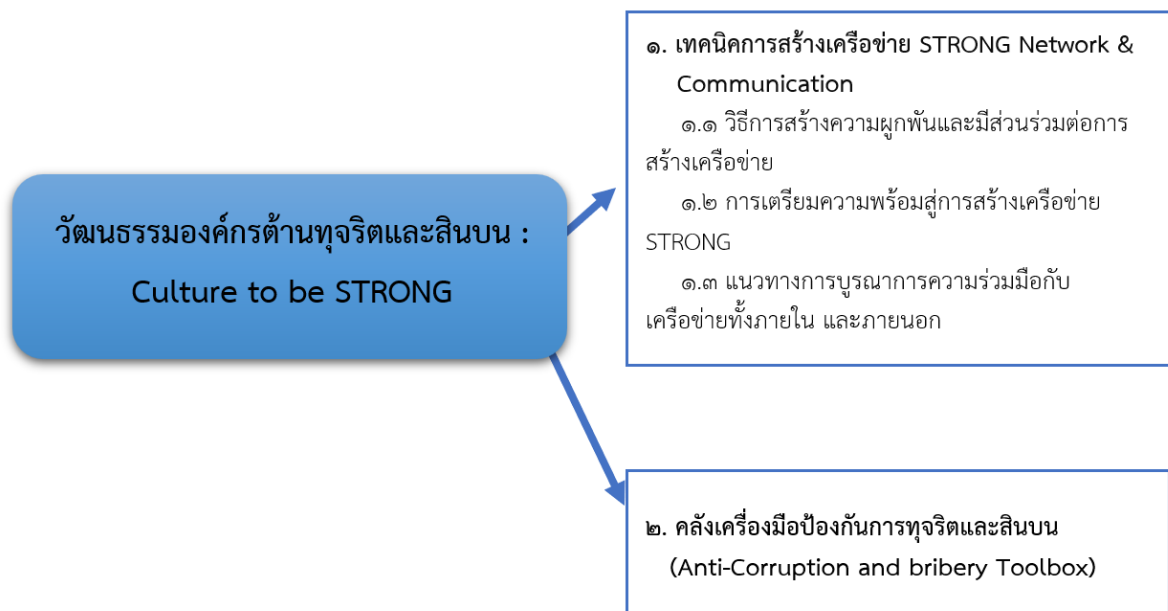 วัฒนธรรมองค์กรต้านทุจริตและสินบน :
Culture to be STRONG
๑. เทคนิคการสร้างเครือข่าย STRONG Network &
Communication
๑.๑ วิธีการสร้างความผูกพันและมีส่วนร่วมต่อการ
สร้างเครือข่าย
๑.๒ การเตรียมความพร้อมสู่การสร้างเครือข่าย
STRONG
๑.๓ แนวทางการบูรณาการความร่วมมือกับ
เครือข่ายทั้งภายใน และภายนอก
๒. คลังเครื่องมือป้องกันการทุจริตและสินบน
(Anti-Corruption and bribery Toolbox)